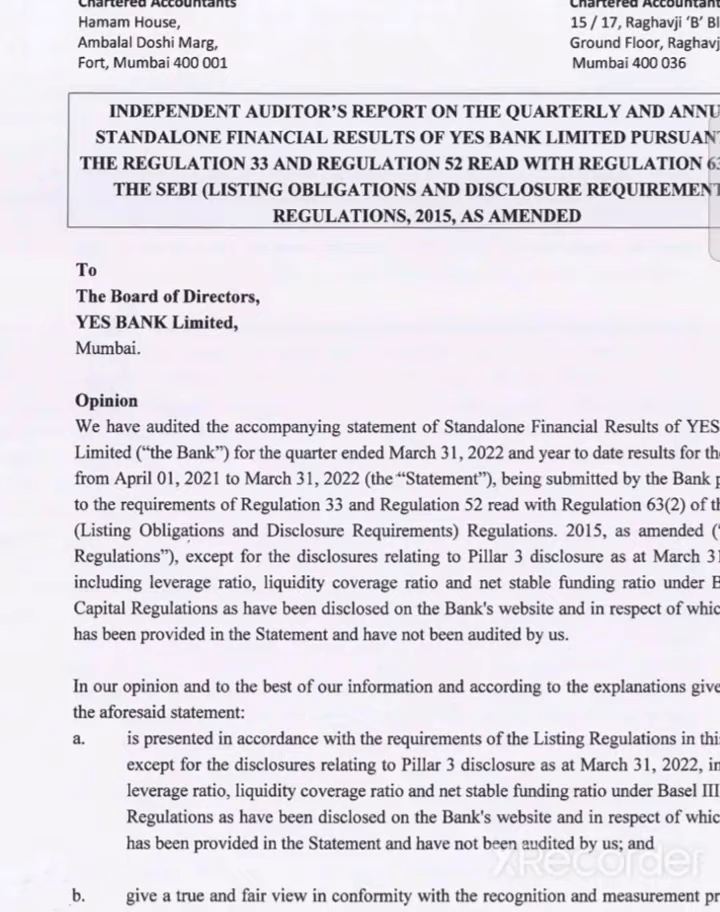 Chartered Accountants
Hamam House,
Ambalal Doshi Marg,
Fort, Mumbai 400 001
Chartered Accountant
15 / 17, Raghavji 'B' Bl
Ground Floor, Raghavj
Mumbai 400 036
INDEPENDENT AUDITOR'S REPORT ON THE QUARTERLY AND ANNU
STANDALONE FINANCIAL RESULTS OF YES BANK LIMITED PURSUANT
THE REGULATION 33 AND REGULATION 52 READ WITH REGULATION 63
THE SEBI (LISTING OBLIGATIONS AND DISCLOSURE REQUIREMENT
REGULATIONS, 2015, AS AMENDED
To
The Board of Directors,
YES BANK Limited,
Mumbai.
Opinion
We have audited the accompanying statement of Standalone Financial Results of YES
Limited ("the Bank") for the quarter ended March 31, 2022 and year to date results for the
from April 01, 2021 to March 31, 2022 (the "Statement"), being submitted by the Bank p
to the requirements of Regulation 33 and Regulation 52 read with Regulation 63(2) of th
(Listing Obligations and Disclosure Requirements) Regulations. 2015, as amended ("
Regulations"), except for the disclosures relating to Pillar 3 disclosure as at March 31
including leverage ratio, liquidity coverage ratio and net stable funding ratio under B
Capital Regulations as have been disclosed on the Bank's website and in respect of whic
has been provided in the Statement and have not been audited by us.
In our opinion and to the best of our information and according to the explanations give
the aforesaid statement:
a. is presented in accordance with the requirements of the Listing Regulations in this
except for the disclosures relating to Pillar 3 disclosure as at March 31, 2022, in
leverage ratio, liquidity coverage ratio and net stable funding ratio under Basel III
Regulations as have been disclosed on the Bank's website and in respect of whic
has been provided in the Statement and have not been audited by us; and
XRecorder
b. give a true and fair view in conformity with the recognition and measurement pr